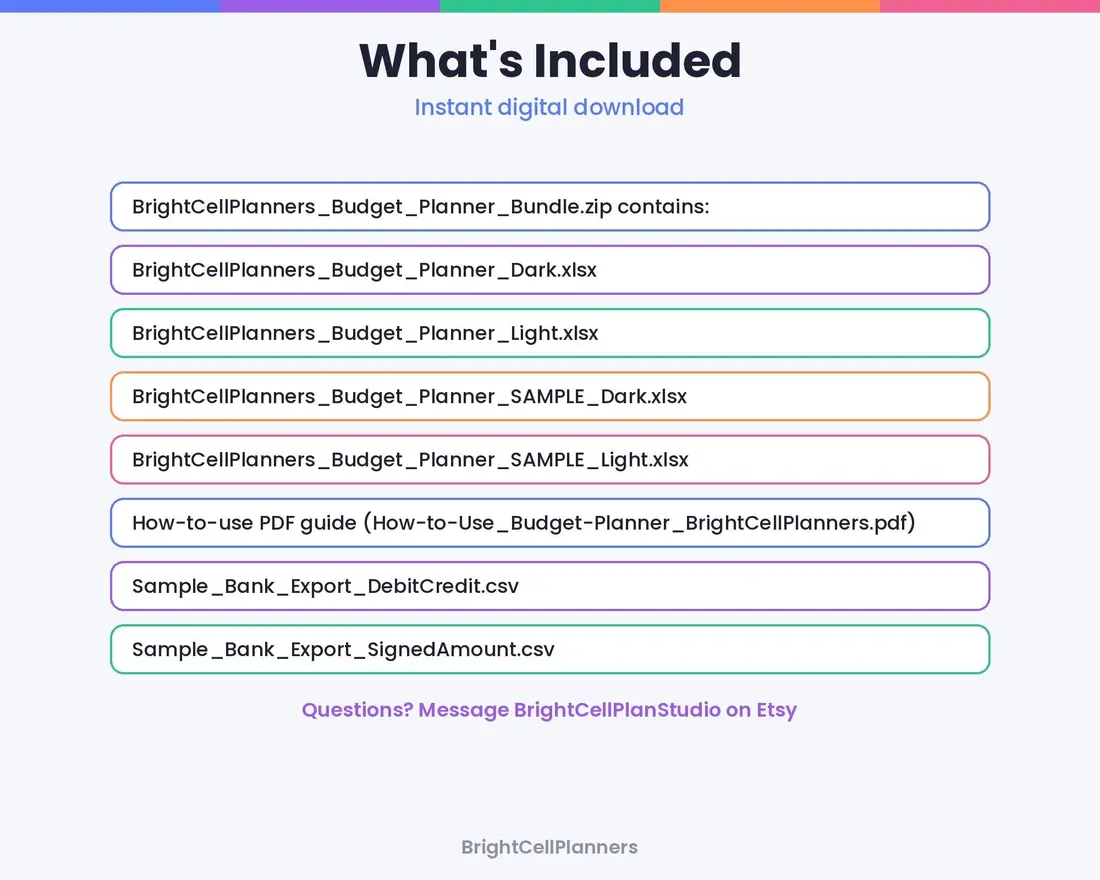 What's Included
Instant digital download
BrightCellPlanners_Budget_Planner_Bundle.zip contains:
BrightCellPlanners_Budget_Planner_Dark.xlsx
BrightCellPlanners_Budget_Planner_Light.xlsx
BrightCellPlanners_Budget_Planner_SAMPLE_Dark.xlsx
BrightCellPlanners_Budget_Planner_SAMPLE_Light.xlsx
How-to-use PDF guide (How-to-Use_Budget-Planner_BrightCellPlanners.pdf)
Sample_Bank_Export_DebitCredit.csv
Sample_Bank_Export_SignedAmount.csv
Questions? Message BrightCellPlanStudio on Etsy
BrightCellPlanners